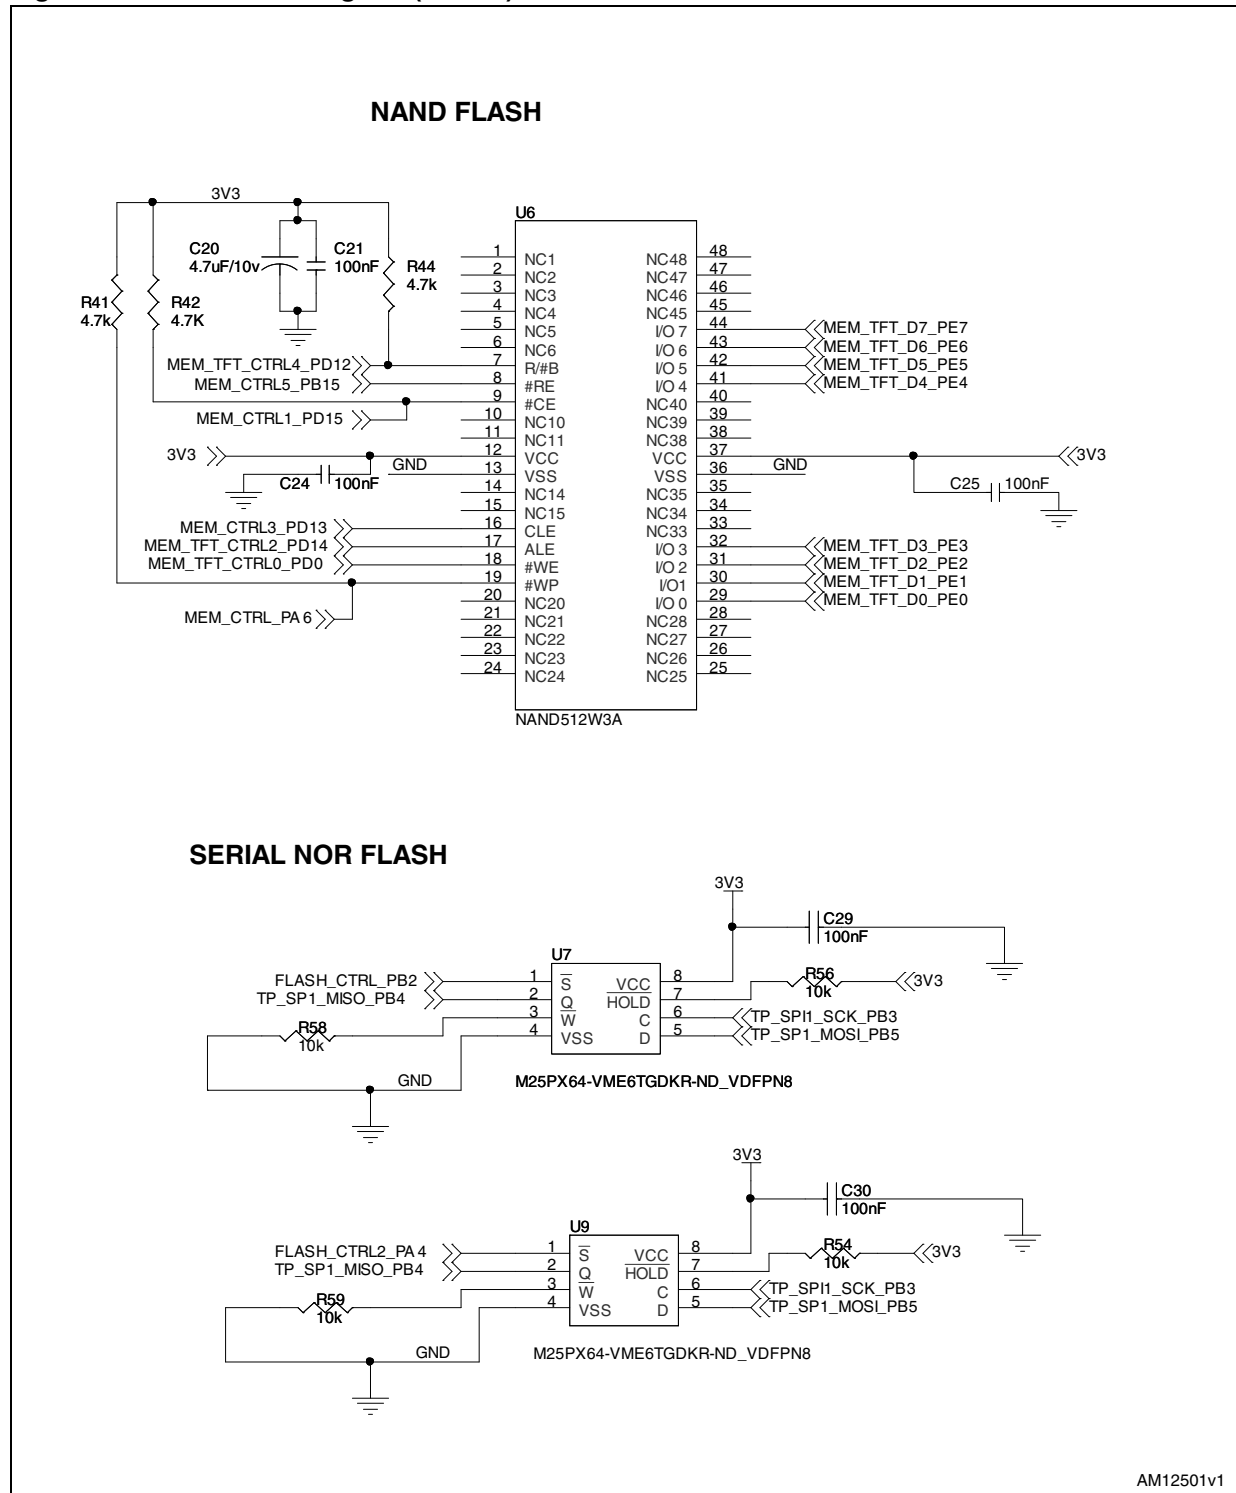 NAND FLASH
3V3
C20
4.7uF/10v
C21
100nF
R44
4.7k
R41
4.7k
R42
4.7K
U6
1 NC1 NC48 48
2 NC2 NC47 47
3 NC3 NC46 46
4 NC4 NC45 45
5 NC5 I/O 7 44 MEM_TFT_D7_PE7
6 NC6 I/O 6 43 MEM_TFT_D6_PE6
MEM_TFT_CTRL4_PD12 7 R/#B I/O 5 42 MEM_TFT_D5_PE5
MEM_CTRL5_PB15 8 #RE I/O 4 41 MEM_TFT_D4_PE4
9 #CE NC40 40
MEM_CTRL1_PD15 10 NC10 NC39 39
11 NC11 NC38 38
3V3 12 VCC VCC 37 3V3
GND 13 VSS VSS 36 GND
C24 100nF 14 NC14 NC35 35 C25 100nF
15 NC15 NC34 34
MEM_CTRL3_PD13 16 CLE NC33 33
MEM_TFT_CTRL2_PD14 17 ALE I/O 3 32 MEM_TFT_D3_PE3
MEM_TFT_CTRL0_PD0 18 #WE I/O 2 31 MEM_TFT_D2_PE2
19 #WP I/O1 30 MEM_TFT_D1_PE1
20 NC20 I/O 0 29 MEM_TFT_D0_PE0
MEM_CTRL_PA6 21 NC21 NC28 28
22 NC22 NC27 27
23 NC23 NC26 26
24 NC24 NC25 25
NAND512W3A
SERIAL NOR FLASH
3V3
C29
100nF
U7
FLASH_CTRL_PB2 1 S VCC 8
R56
10k
3V3
TP_SP1_MISO_PB4 2 Q HOLD 7
3 W C 6 TP_SPI1_SCK_PB3
4 VSS D 5 TP_SP1_MOSI_PB5
R58
10k
GND
M25PX64-VME6TGDKR-ND_VDFPN8
3V3
C30
100nF
U9
FLASH_CTRL2_PA4 1 S VCC 8
R54
10k
3V3
TP_SP1_MISO_PB4 2 Q HOLD 7
3 W C 6 TP_SPI1_SCK_PB3
4 VSS D 5 TP_SP1_MOSI_PB5
R59
10k
GND
M25PX64-VME6TGDKR-ND_VDFPN8
AM12501v1